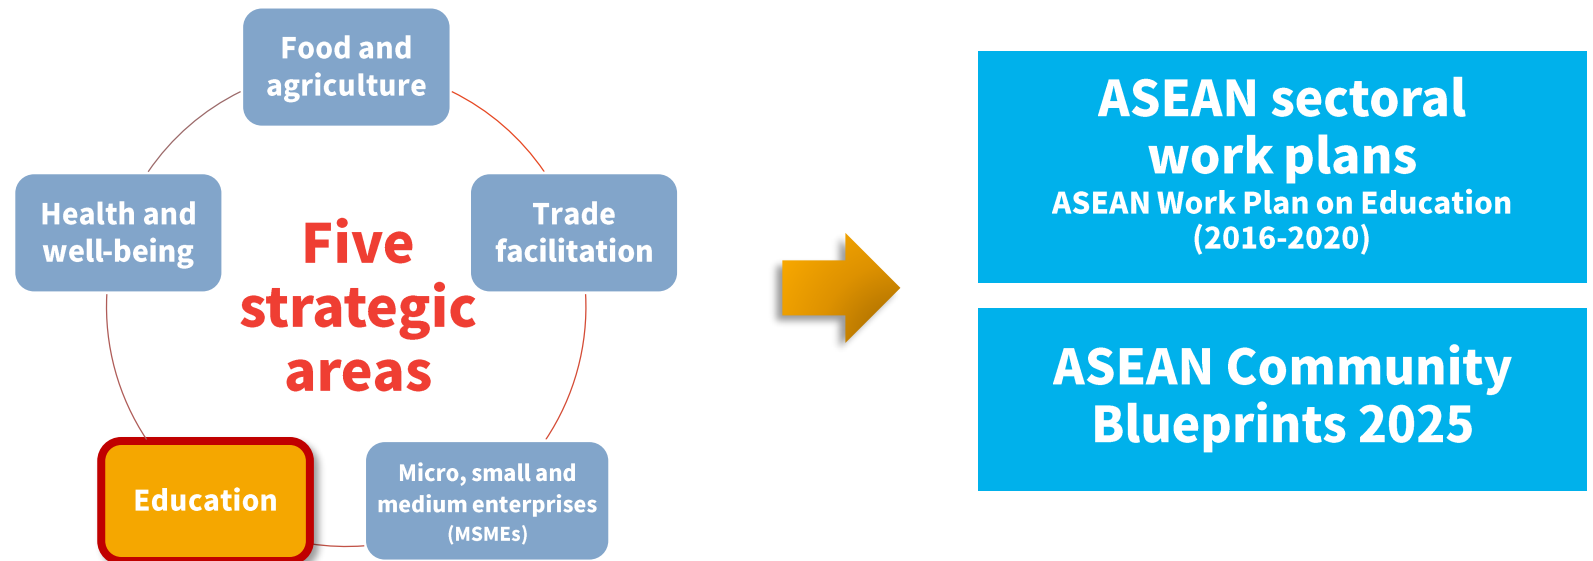 Food and
agriculture
Health and
well-being
Trade
facilitation
Five
strategic
areas
Education
Micro, small and
medium enterprises
(MSMEs)
ASEAN sectoral
work plans
ASEAN Work Plan on Education
(2016-2020)
ASEAN Community
Blueprints 2025